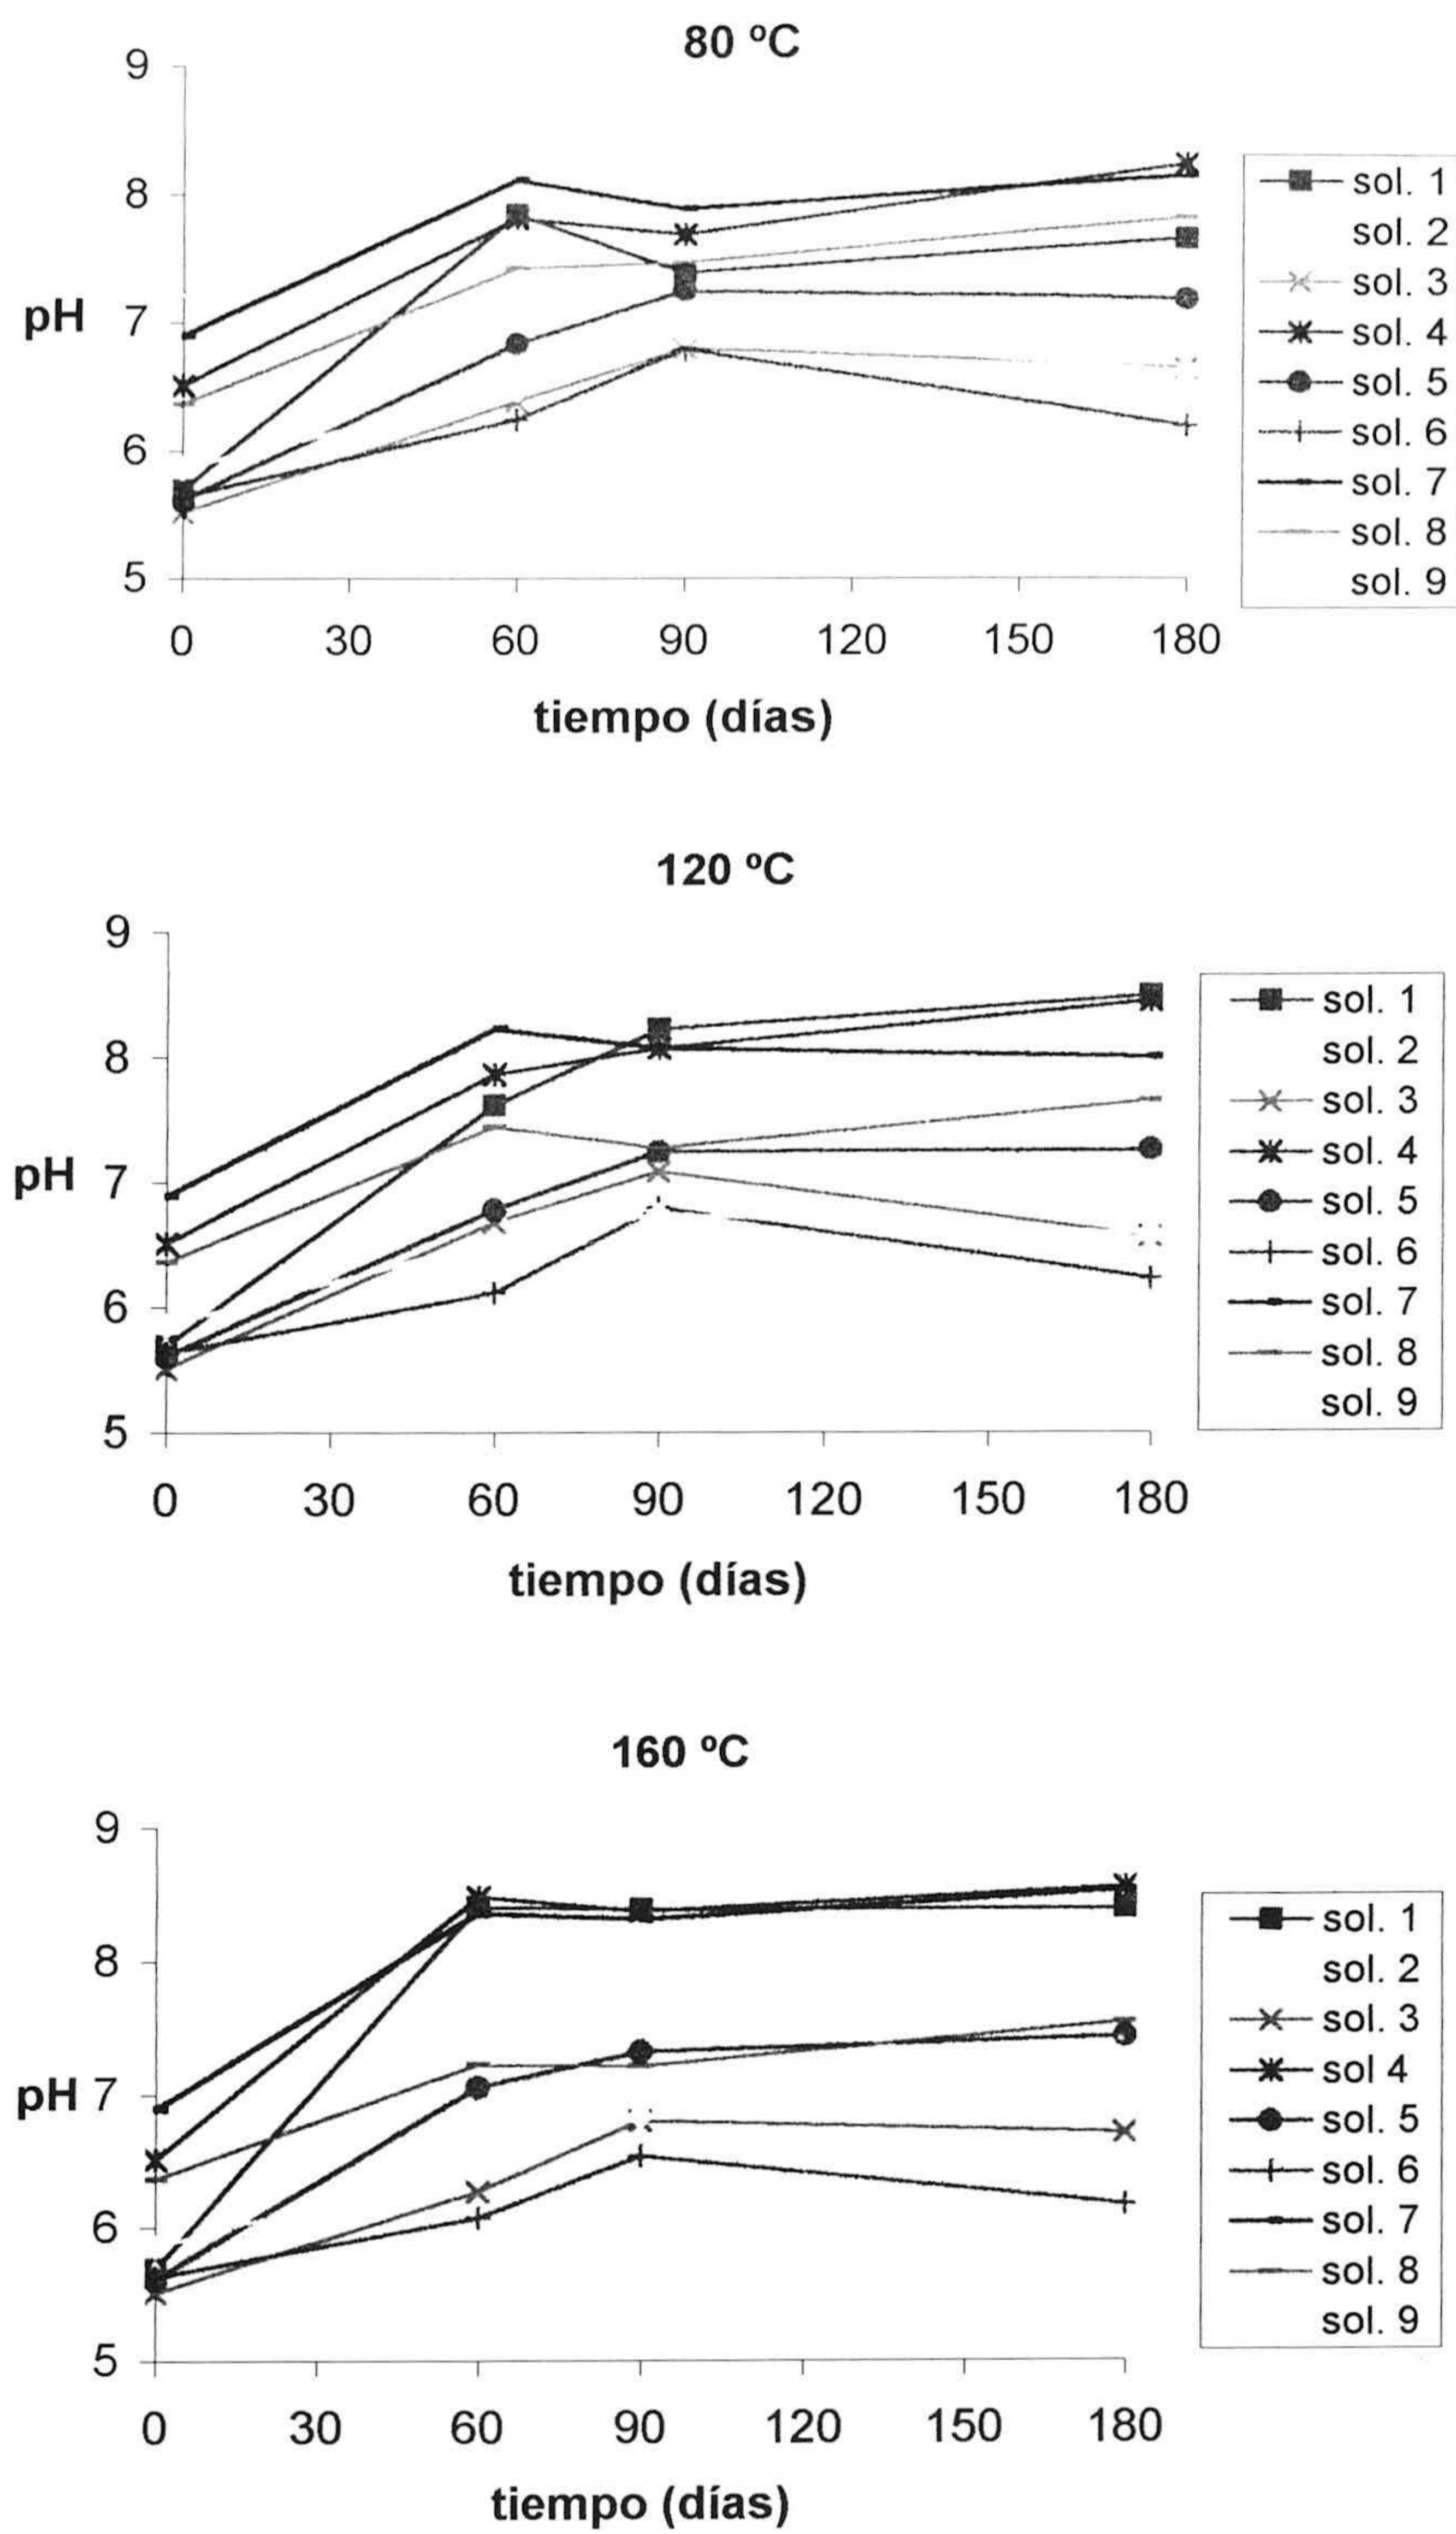 80 ºC
9
8
7
6
5
pH
0 30 60 90 120 150 180
tiempo (días)
sol. 1
sol. 2
sol. 3
sol. 4
sol. 5
sol. 6
sol. 7
sol. 8
sol. 9
120 ºC
9
8
7
6
5
pH
0 30 60 90 120 150 180
tiempo (días)
sol. 1
sol. 2
sol. 3
sol. 4
sol. 5
sol. 6
sol. 7
sol. 8
sol. 9
160 ºC
9
8
7
6
5
pH
0 30 60 90 120 150 180
tiempo (días)
sol. 1
sol. 2
sol. 3
sol 4
sol. 5
sol. 6
sol. 7
sol. 8
sol. 9